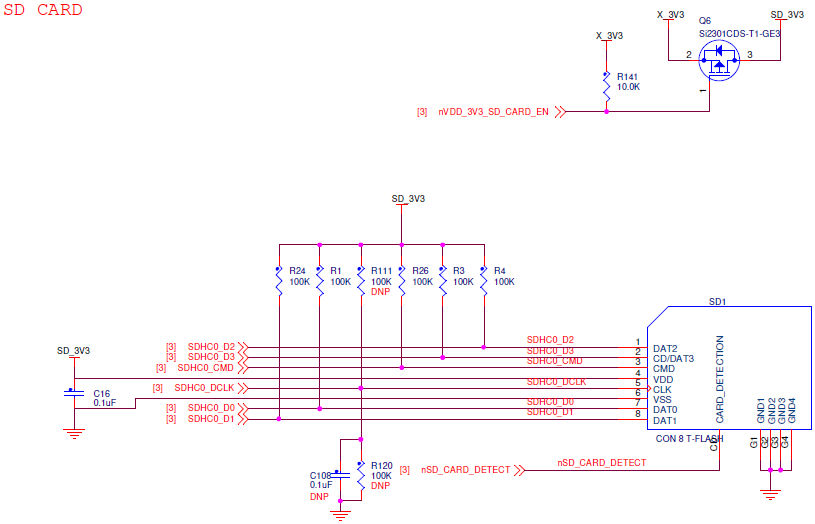 SD CARD
X_3V3
Q6
SD_3V3
Si2301CDS-T1-GE3
X_3V3
2
3
R141
10.0K
1
[3] nVDD_3V3_SD_CARD_EN
SD_3V3
R24
100K
R1
100K
R111
100K
DNP
R26
100K
R3
100K
R4
100K
SD1
[3] SDHC0_D2
SDHC0_D2
1
DAT2
[3] SDHC0_D3
SDHC0_D3
2
CD/DAT3
[3] SDHC0_CMD
SDHC0_CMD
3
CMD
SD_3V3
4
VDD
[3] SDHC0_DCLK
SDHC0_DCLK
5
CLK
C16
0.1uF
6
VSS
[3] SDHC0_D0
SDHC0_D0
7
DAT0
[3] SDHC0_D1
SDHC0_D1
8
DAT1
CARD_DETECTION
GND1
GND2
GND3
GND4
CON 8 T-FLASH
G1
G2
G3
G4
C108
0.1uF
DNP
R120
100K
DNP
[3] nSD_CARD_DETECT
nSD_CARD_DETECT